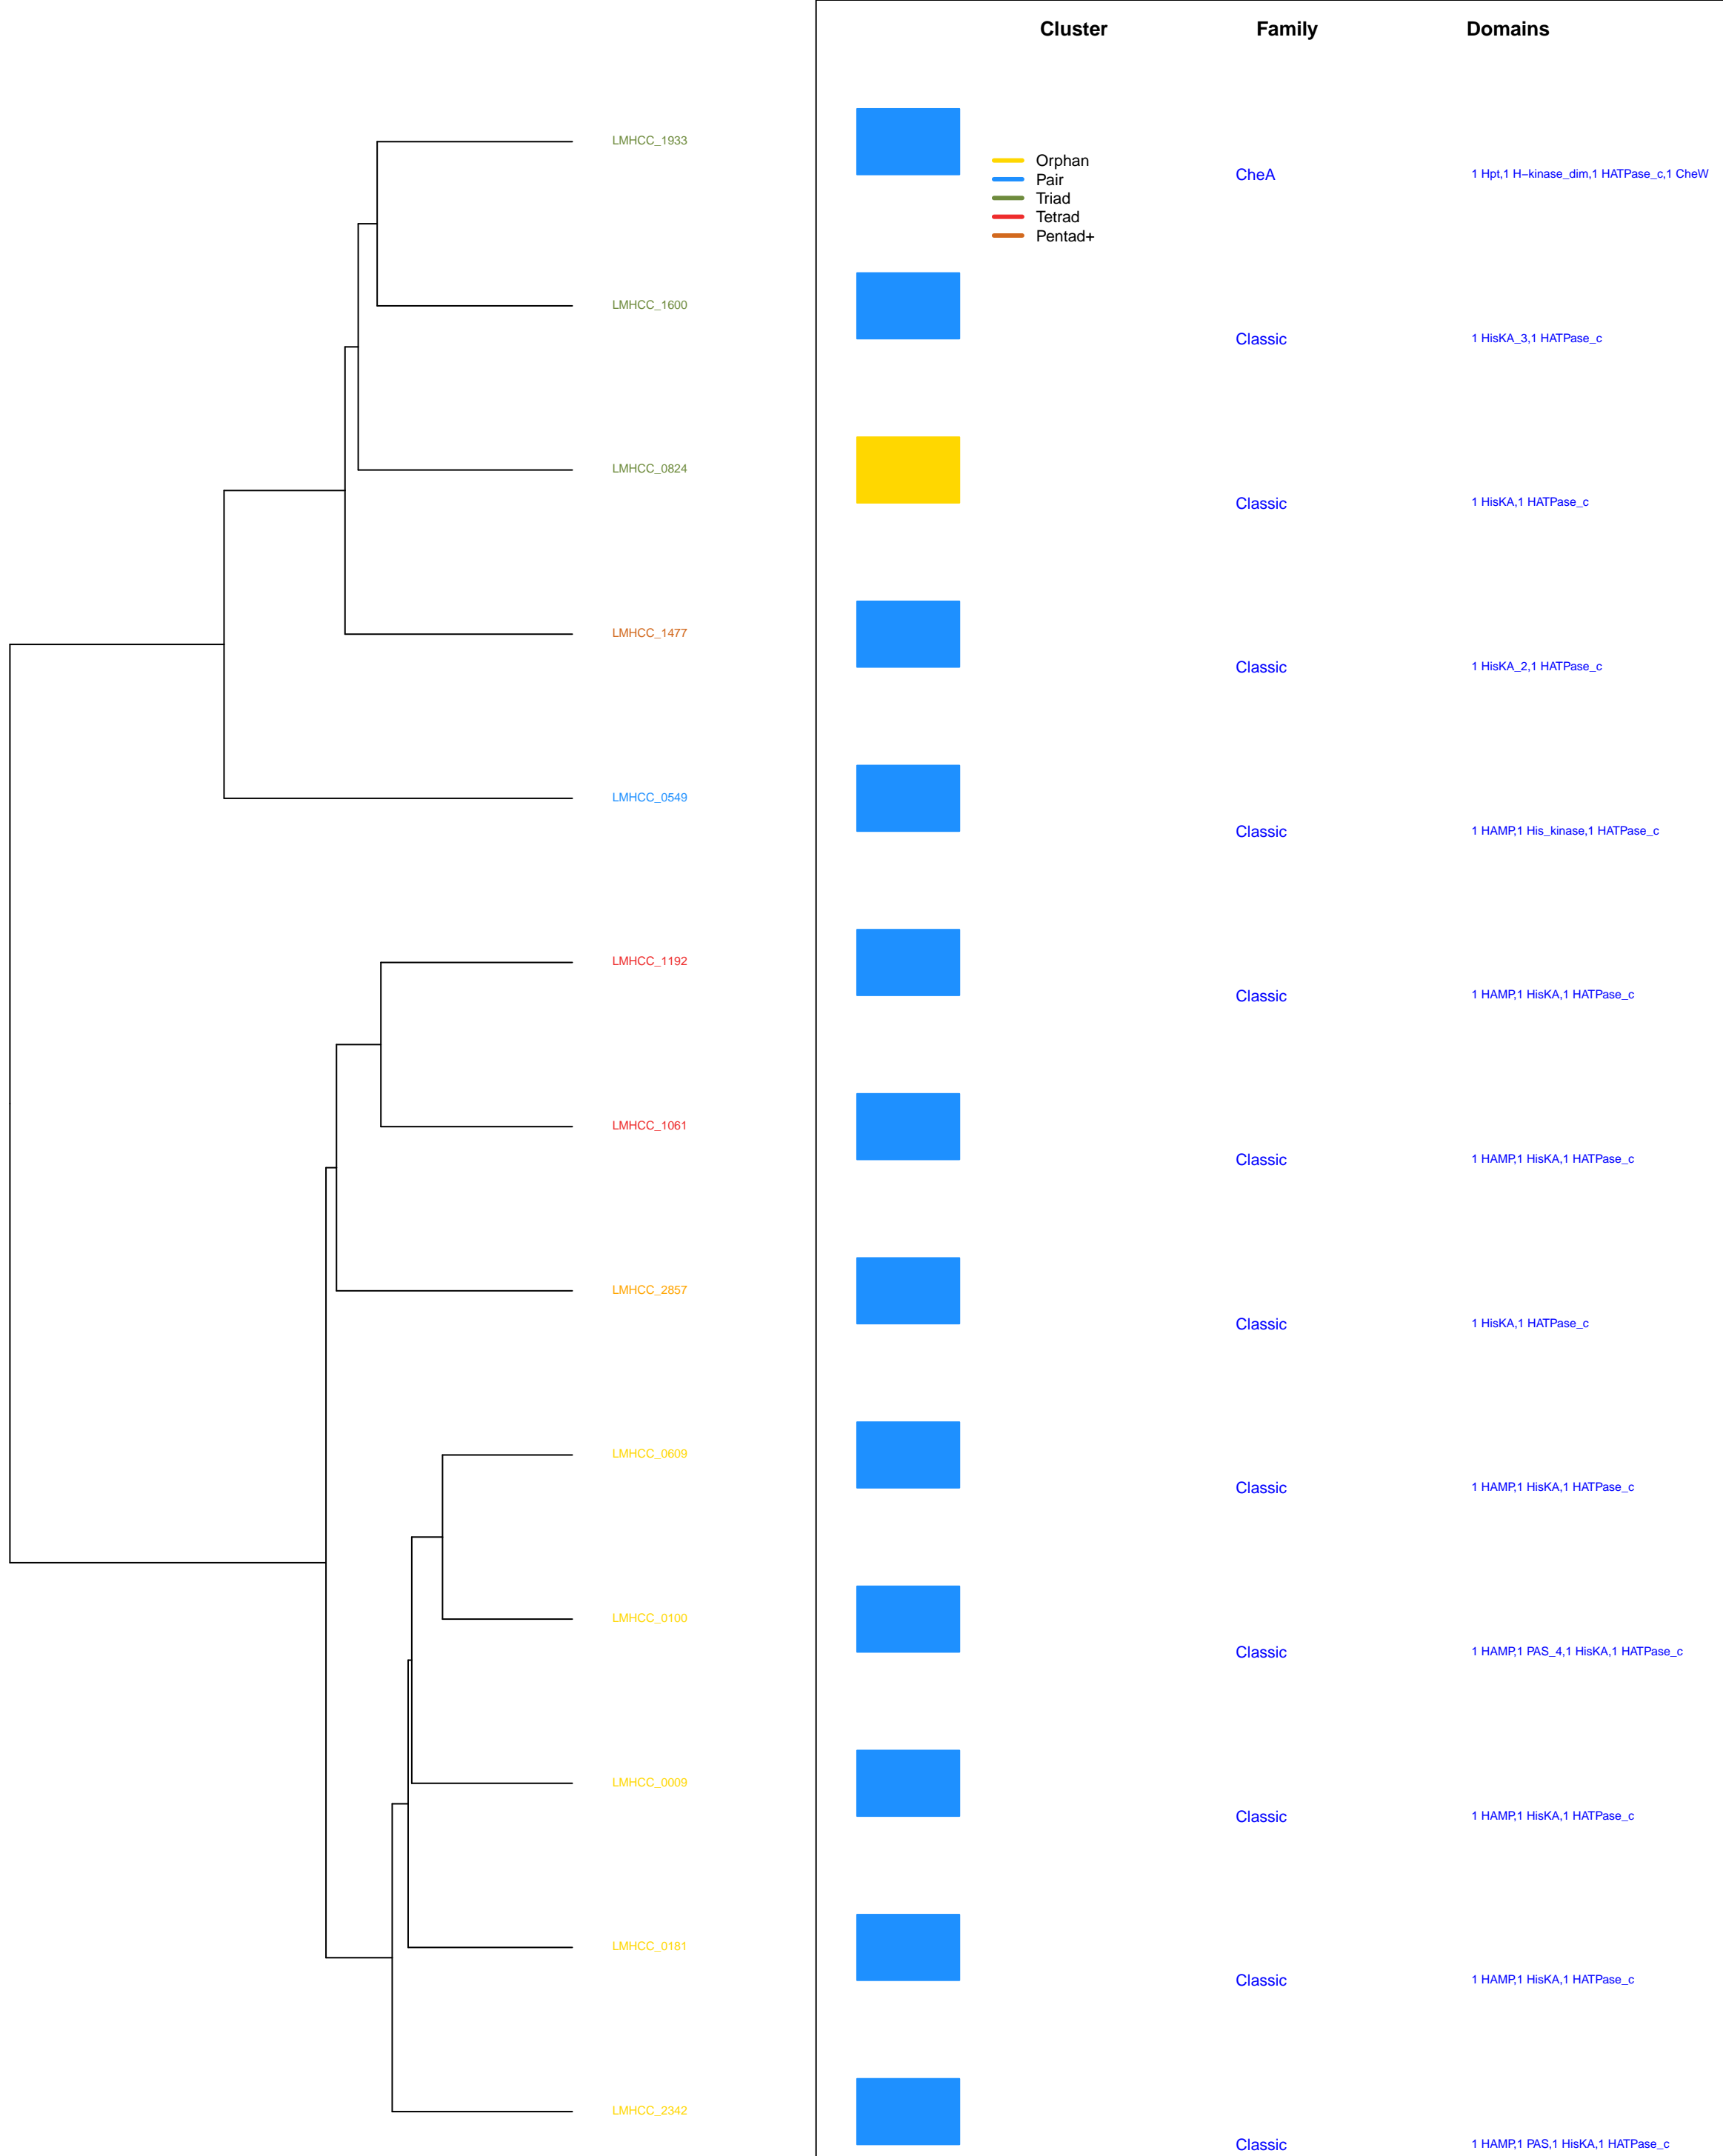 Cluster Family Domains
LMHCC_1933
Orphan
Pair
Triad
Tetrad
Pentad+
CheA 1 Hpt,1 H−kinase_dim,1 HATPase_c,1 CheW
LMHCC_1600
Classic 1 HisKA_3,1 HATPase_c
LMHCC_0824
Classic 1 HisKA,1 HATPase_c
LMHCC_1477
Classic 1 HisKA_2,1 HATPase_c
LMHCC_0549
Classic 1 HAMP,1 His_kinase,1 HATPase_c
LMHCC_1192
Classic 1 HAMP,1 HisKA,1 HATPase_c
LMHCC_1061
Classic 1 HAMP,1 HisKA,1 HATPase_c
LMHCC_2857
Classic 1 HisKA,1 HATPase_c
LMHCC_0609
Classic 1 HAMP,1 HisKA,1 HATPase_c
LMHCC_0100
Classic 1 HAMP,1 PAS_4,1 HisKA,1 HATPase_c
LMHCC_0009
Classic 1 HAMP,1 HisKA,1 HATPase_c
LMHCC_0181
Classic 1 HAMP,1 HisKA,1 HATPase_c
LMHCC_2342
Classic 1 HAMP,1 PAS,1 HisKA,1 HATPase_c